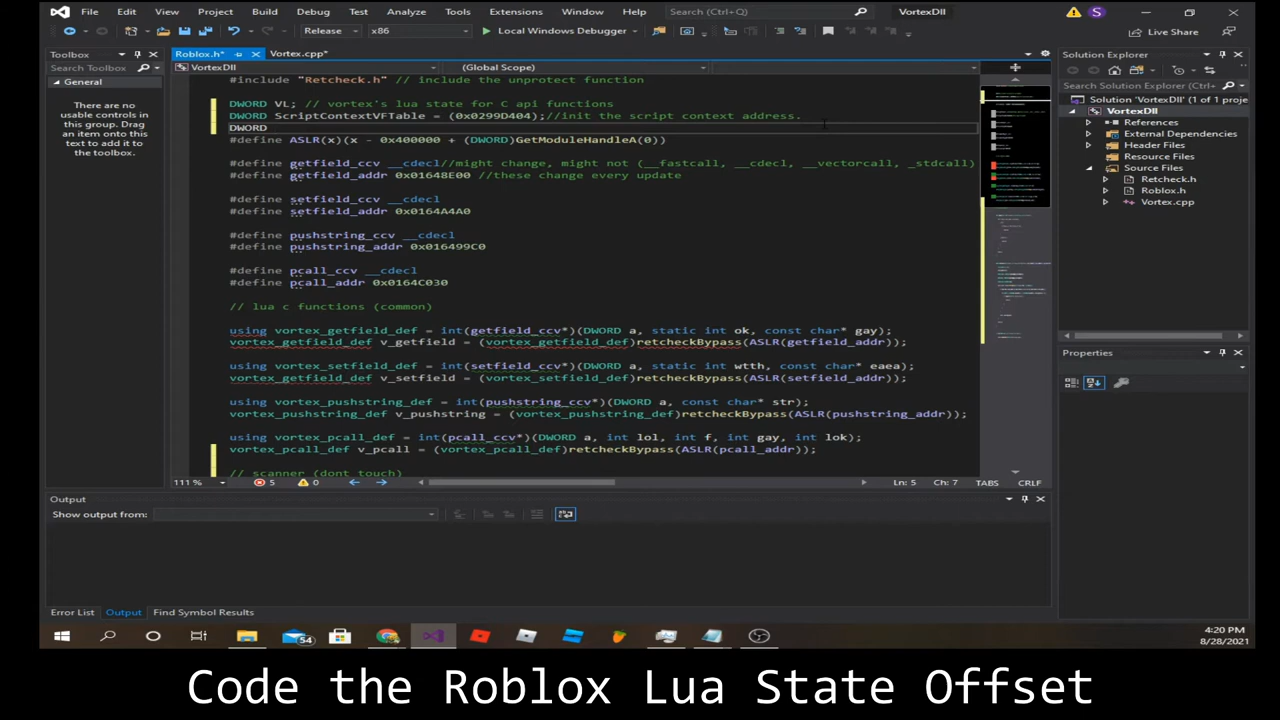 File Edit View Project Build Debug Test Analyze Tools Extensions Window Help Search (Ctrl+Q) VortexDll S
Release x86 Local Windows Debugger Live Share
Toolbox
Search Toolbox
General
There are no
usable controls in
this group. Drag
an item onto this
text to add it to
the toolbox.
Roblox.h* Vortex.cpp*
VortexDll (Global Scope)
#include "Retcheck.h" // include the unprotect function
DWORD VL; // vortex's lua state for C api functions
DWORD ScriptContextVFTable = (0x0299D404);//init the script context address.
DWORD
#define ASLR(x)(x - 0x400000 + (DWORD)GetModuleHandleA(0))
#define getfield_ccv __cdecl//might change, might not (__fastcall, __cdecl, __vectorcall, _stdcall)
#define getfield_addr 0x01648E00 //these change every update
#define setfield_ccv __cdecl
#define setfield_addr 0x0164A4A0
#define pushstring_ccv __cdecl
#define pushstring_addr 0x016499C0
#define pcall_ccv __cdecl
#define pcall_addr 0x0164C030
// lua c functions (common)
using vortex_getfield_def = int(getfield_ccv*)(DWORD a, static int ok, const char* gay);
vortex_getfield_def v_getfield = (vortex_getfield_def)retcheckBypass(ASLR(getfield_addr));
using vortex_setfield_def = int(setfield_ccv*)(DWORD a, static int wtth, const char* eaea);
vortex_getfield_def v_setfield = (vortex_setfield_def)retcheckBypass(ASLR(setfield_addr));
using vortex_pushstring_def = int(pushstring_ccv*)(DWORD a, const char* str);
vortex_pushstring_def v_pushstring = (vortex_pushstring_def)retcheckBypass(ASLR(pushstring_addr));
using vortex_pcall_def = int(pcall_ccv*)(DWORD a, int lol, int f, int gay, int lok);
vortex_pcall_def v_pcall = (vortex_pcall_def)retcheckBypass(ASLR(pcall_addr));
// scanner (dont touch)
111 % 5 0 Ln: 5 Ch: 7 TABS CRLF
Solution Explorer
Search Solution Explorer (Ctrl+;)
Solution 'VortexDll' (1 of 1 proje
VortexDll
References
External Dependencies
Header Files
Resource Files
Source Files
Retcheck.h
Roblox.h
Vortex.cpp
Properties
Output
Show output from:
Error List Output Find Symbol Results
54
4:20 PM
8/28/2021
Code the Roblox Lua State Offset